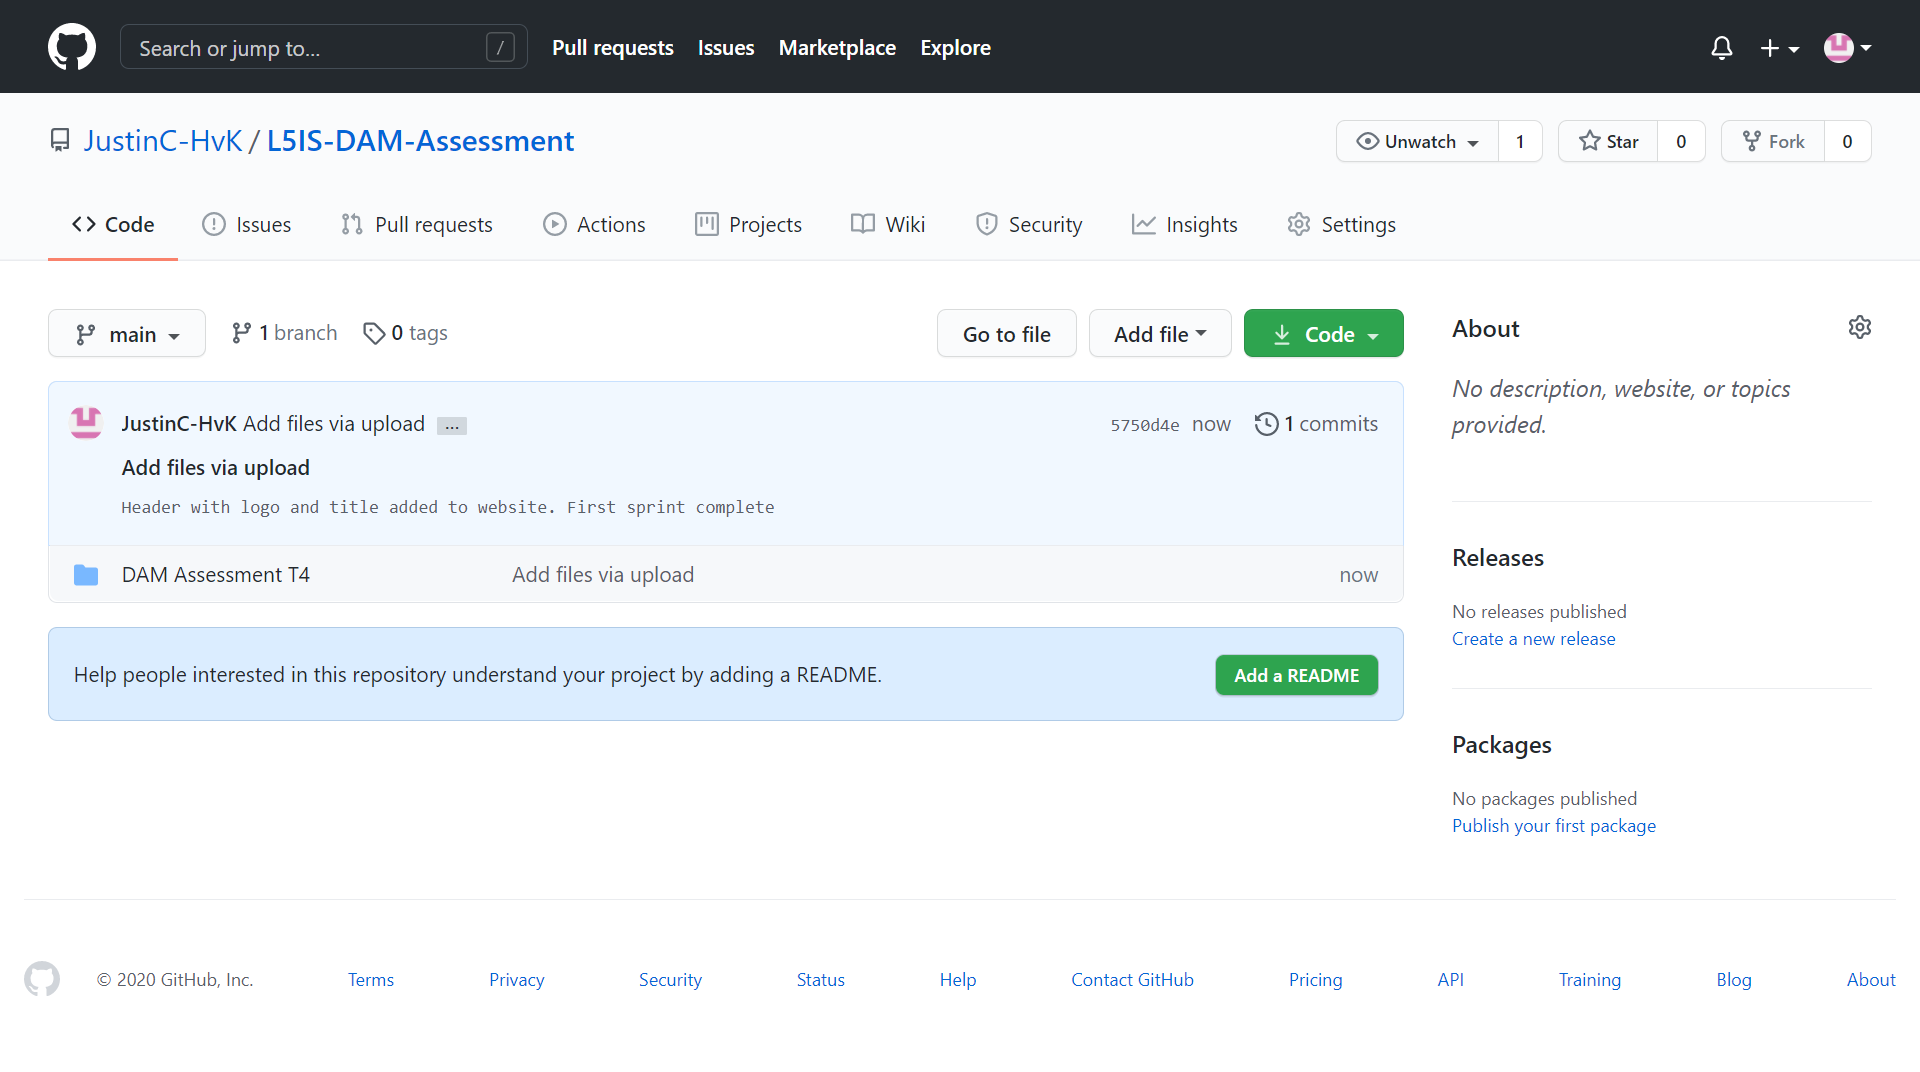 Search or jump to... /
Pull requests Issues Marketplace Explore
JustinC-HvK / L5IS-DAM-Assessment
Unwatch 1 Star 0 Fork 0
Code Issues Pull requests Actions Projects Wiki Security Insights Settings
main 1 branch 0 tags
Go to file Add file Code
JustinC-HvK Add files via upload ... 5750d4e now 1 commits
Add files via upload
Header with logo and title added to website. First sprint complete
DAM Assessment T4 Add files via upload now
Help people interested in this repository understand your project by adding a README. Add a README
About
No description, website, or topics
provided.
Releases
No releases published
Create a new release
Packages
No packages published
Publish your first package
© 2020 GitHub, Inc. Terms Privacy Security Status Help Contact GitHub Pricing API Training Blog About